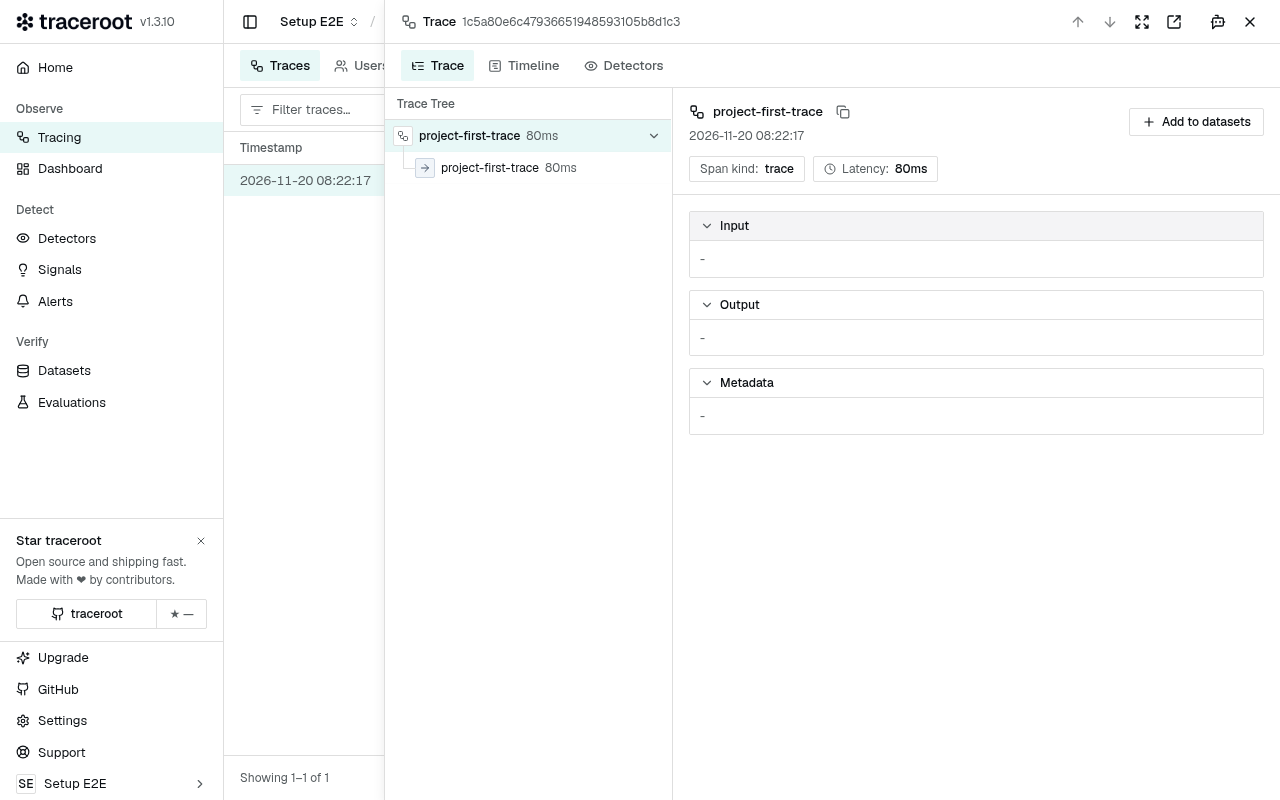 traceroot v1.3.10
Home
Observe
Tracing
Dashboard
Detect
Detectors
Signals
Alerts
Verify
Datasets
Evaluations
Star traceroot
Open source and shipping fast.
Made with ❤ by contributors.
traceroot ★ —
Upgrade
GitHub
Settings
Support
SE Setup E2E
Setup E2E /
Traces Users
Filter traces...
Timestamp
2026-11-20 08:22:17
Showing 1–1 of 1
Trace 1c5a80e6c47936651948593105b8d1c3
Trace Timeline Detectors
Trace Tree
project-first-trace 80ms
project-first-trace 80ms
project-first-trace
2026-11-20 08:22:17
Add to datasets
Span kind: trace Latency: 80ms
Input
-
Output
-
Metadata
-